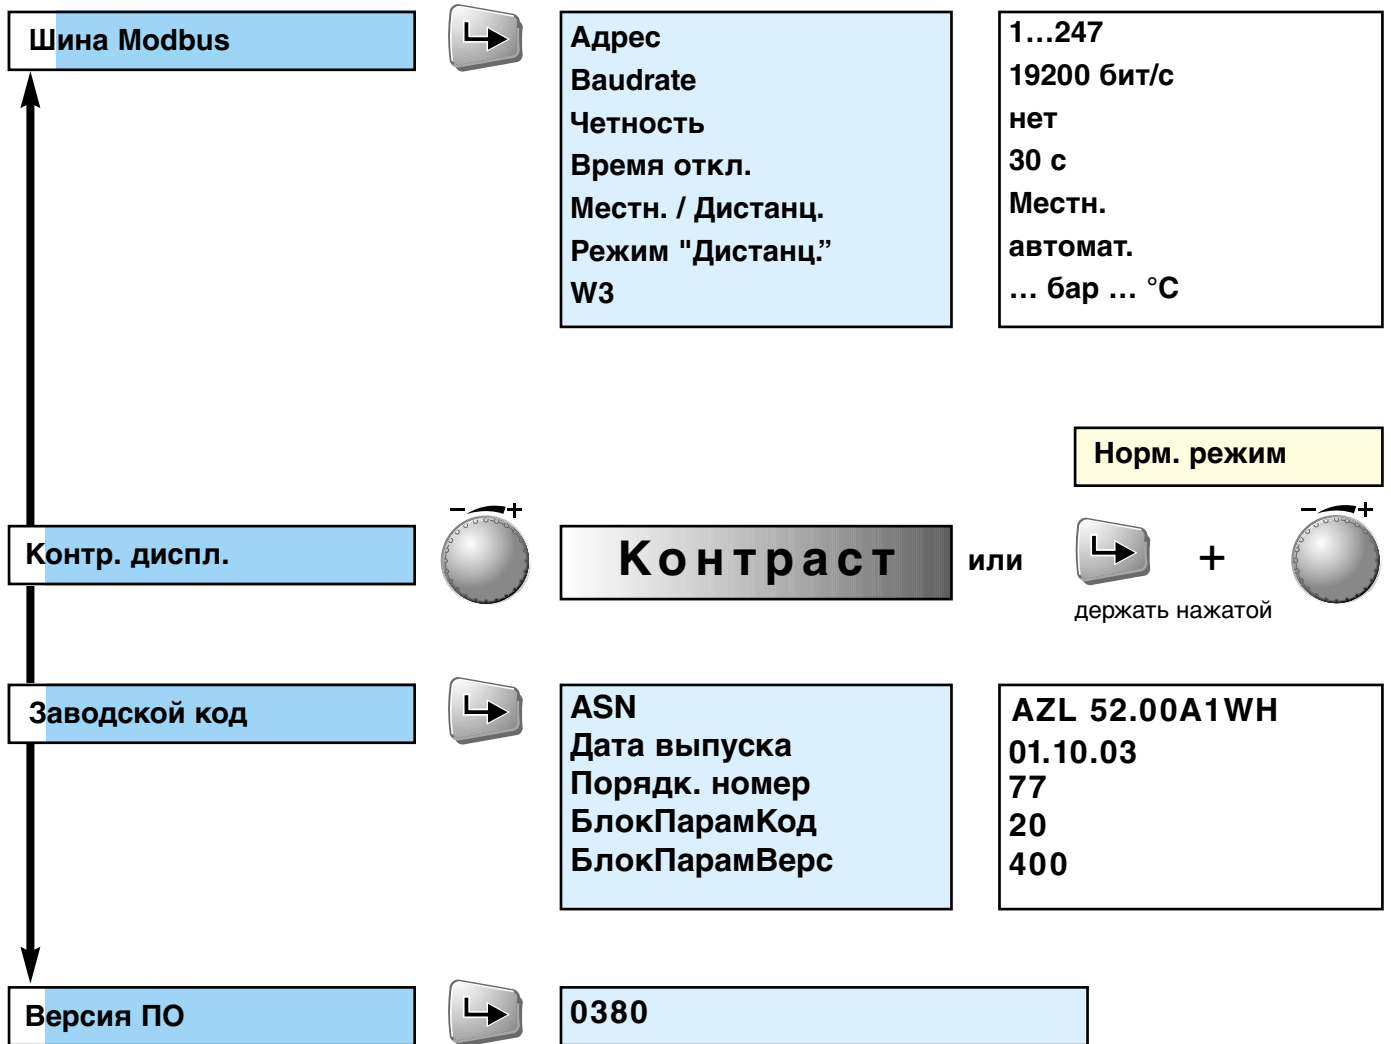 Шина Modbus
Адрес 1...247
Baudrate 19200 бит/с
Четность нет
Время откл. 30 с
Местн. / Дистанц. Местн.
Режим "Дистанц.” автомат.
W3 ... бар ... °C
Норм. режим
Контр. диспл. − + Контраст или + − +
держать нажатой
Заводской код
ASN AZL 52.00A1WH
Дата выпуска 01.10.03
Порядк. номер 77
БлокПарамКод 20
БлокПарамВерс 400
Версия ПО 0380